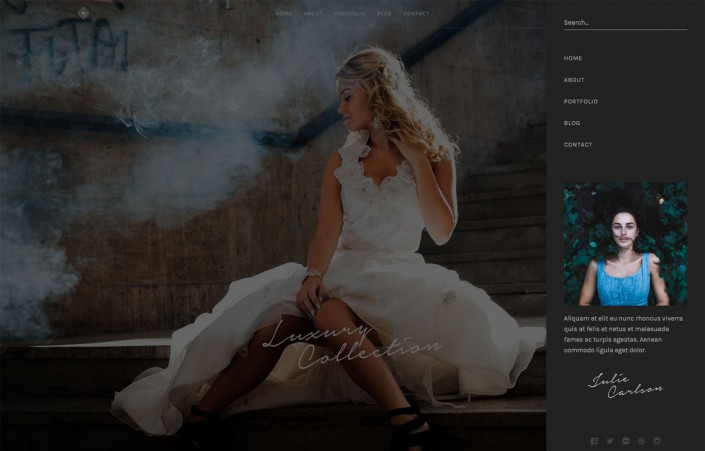 HOME ABOUT PORTFOLIO BLOG CONTACT
Luxury
Collection
Search...
HOME
ABOUT
PORTFOLIO
BLOG
CONTACT
Aliquam et elit eu nunc rhoncus viverra
quis at felis et netus et malesuada
fames ac turpis egestas. Aenean
commodo ligula eget dolor.
Julie
Carlson